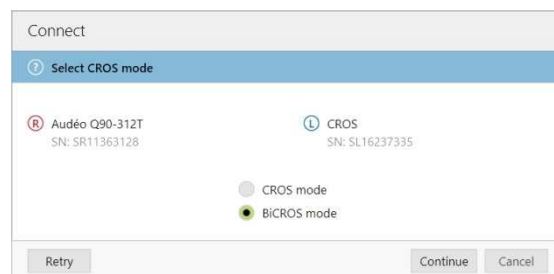 Connect
? Select CROS mode
R Audéo Q90-312T
SN: SR11363128
L CROS
SN: SL16237335
CROS mode
BiCROS mode
Retry Continue Cancel